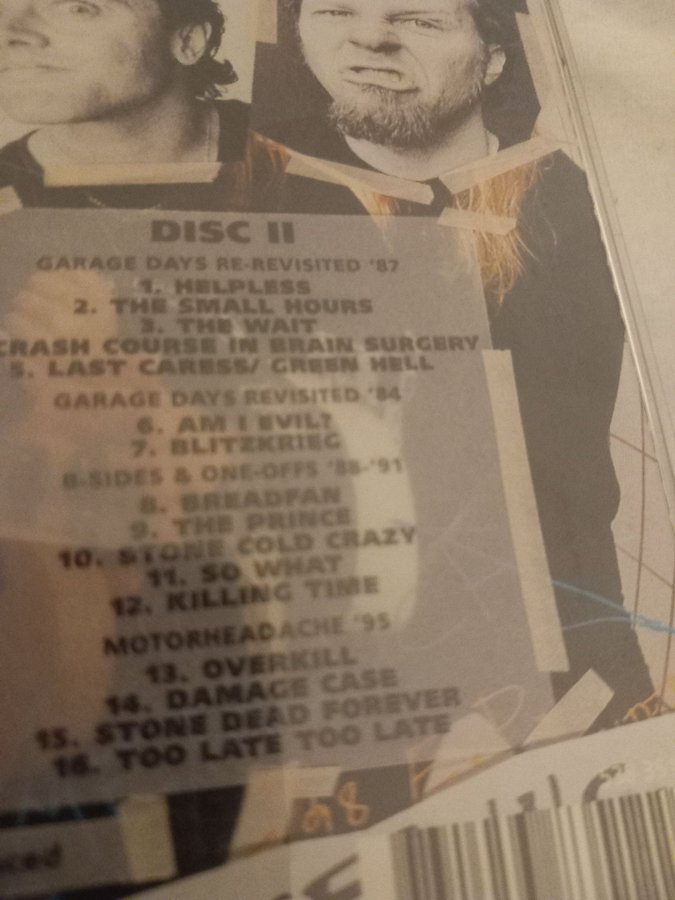 DISC II
GARAGE DAYS RE-REVISITED '87
1. HELPLESS
2. THE SMALL HOURS
3. THE WAIT
CRASH COURSE IN BRAIN SURGERY
5. LAST CARESS/ GREEN HELL
GARAGE DAYS REVISITED '84
6. AM I EVIL?
7. BLITZKRIEG
B-SIDES & ONE-OFFS '88-'91
8. BREADFAN
9. THE PRINCE
10. STONE COLD CRAZY
11. SO WHAT
12. KILLING TIME
MOTORHEADACHE '95
13. OVERKILL
14. DAMAGE CASE
15. STONE DEAD FOREVER
16. TOO LATE TOO LATE
98